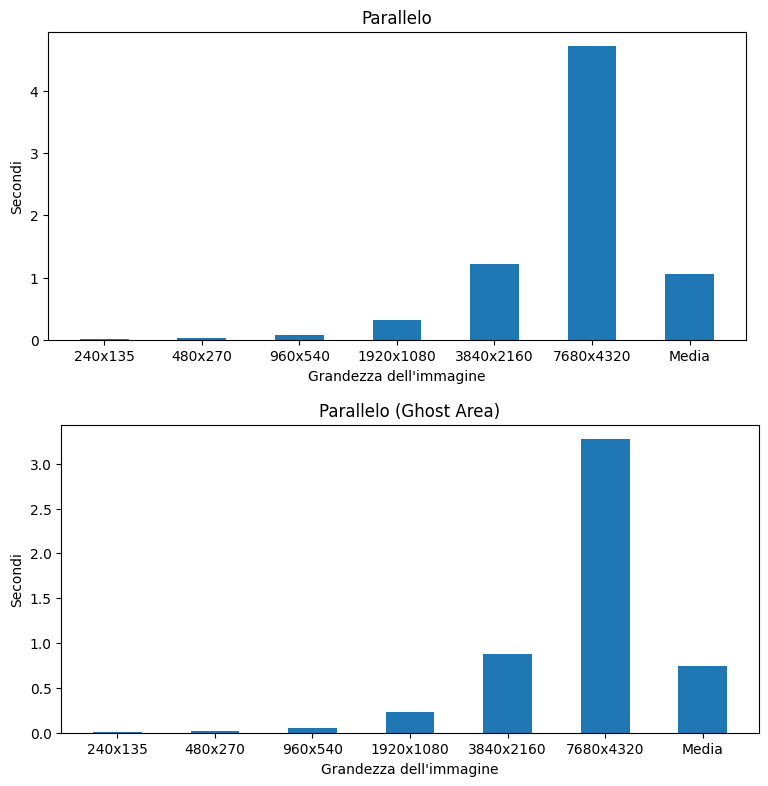 Parallelo
Secondi
4
3
2
1
0
240x135 480x270 960x540 1920x1080 3840x2160 7680x4320 Media
Grandezza dell'immagine
Parallelo (Ghost Area)
Secondi
3.0
2.5
2.0
1.5
1.0
0.5
0.0
240x135 480x270 960x540 1920x1080 3840x2160 7680x4320 Media
Grandezza dell'immagine